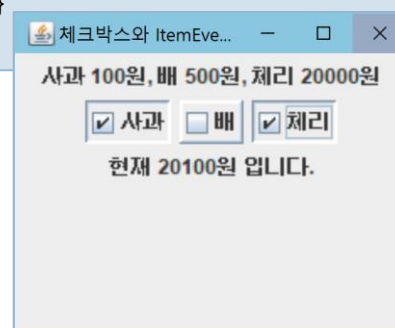 체크박스와 ItemEve...
사과 100원, 배 500원, 체리 20000원
사과 배 체리
현재 20100원 입니다.